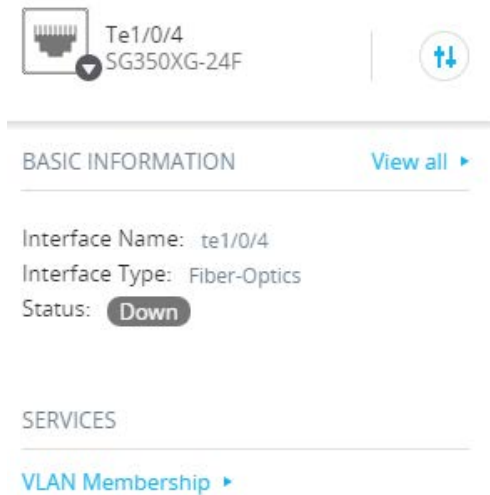 Te1/0/4
SG350XG-24F
BASIC INFORMATION View all
Interface Name: te1/0/4
Interface Type: Fiber-Optics
Status: Down
SERVICES
VLAN Membership